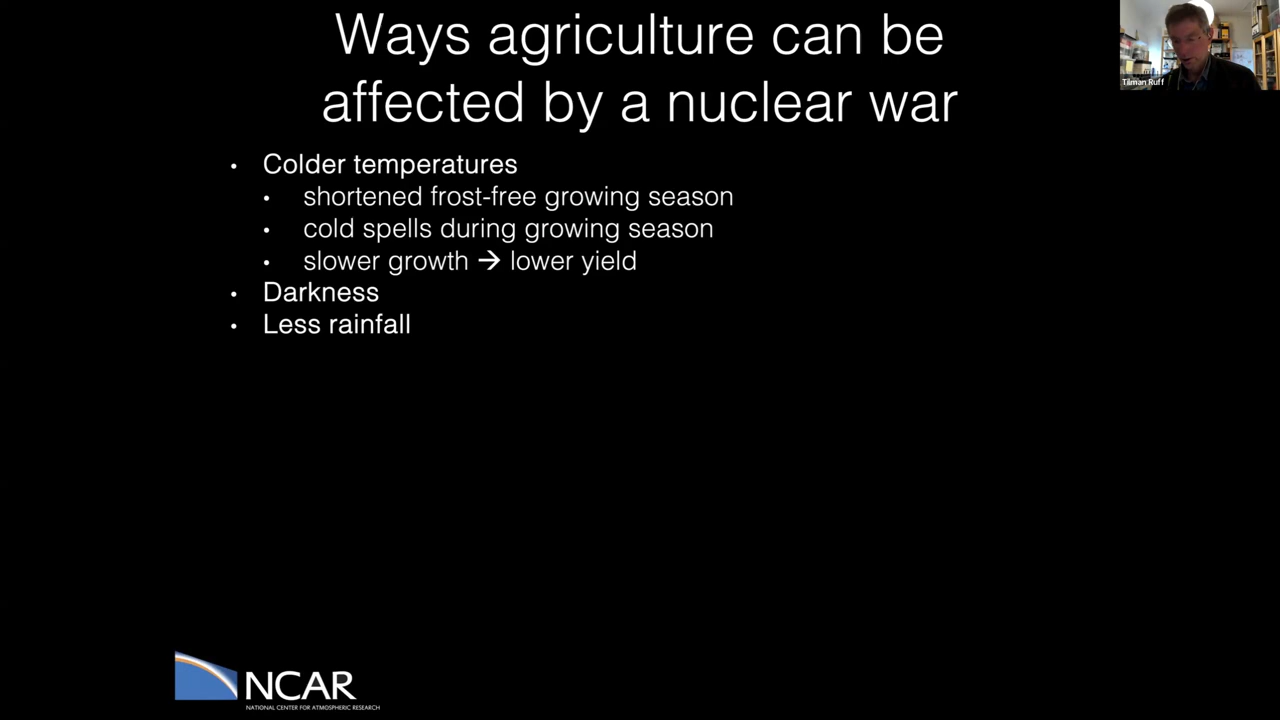 Ways agriculture can be
affected by a nuclear war
Tilman Ruff
• Colder temperatures
• shortened frost-free growing season
• cold spells during growing season
• slower growth → lower yield
• Darkness
• Less rainfall
NCAR
NATIONAL CENTER FOR ATMOSPHERIC RESEARCH